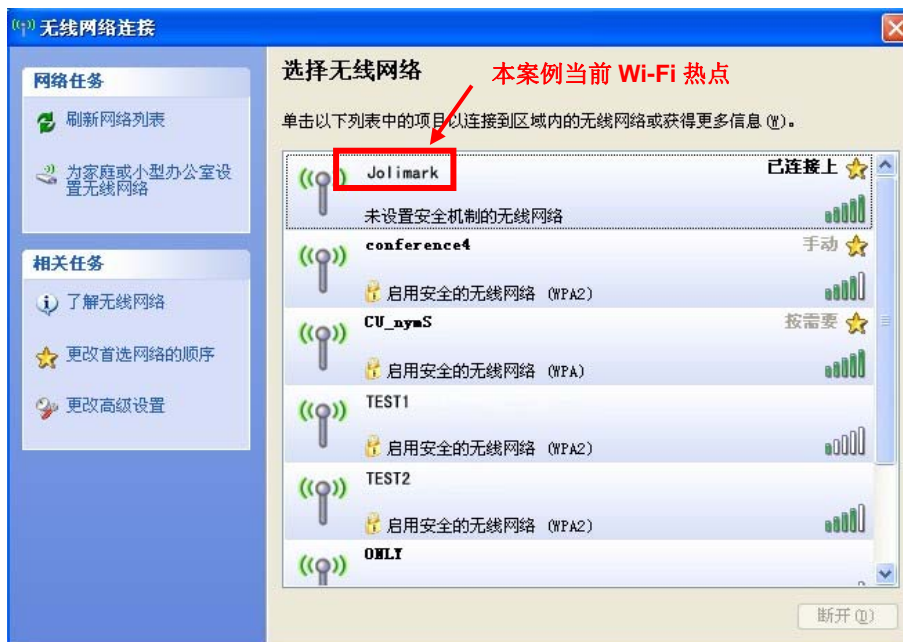 无线网络连接
网络任务
刷新网络列表
为家庭或小型办公室设
置无线网络
相关任务
了解无线网络
更改首选网络的顺序
更改高级设置
选择无线网络
本案例当前 Wi-Fi 热点
单击以下列表中的项目以连接到区域内的无线网络或获得更多信息(W)。
Jolimark 已连接上
未设置安全机制的无线网络
conference4 手动
启用安全的无线网络 (WPA2)
CU_nymS 按需要
启用安全的无线网络 (WPA)
TEST1
启用安全的无线网络 (WPA2)
TEST2
启用安全的无线网络 (WPA2)
ONLY
断开(D)